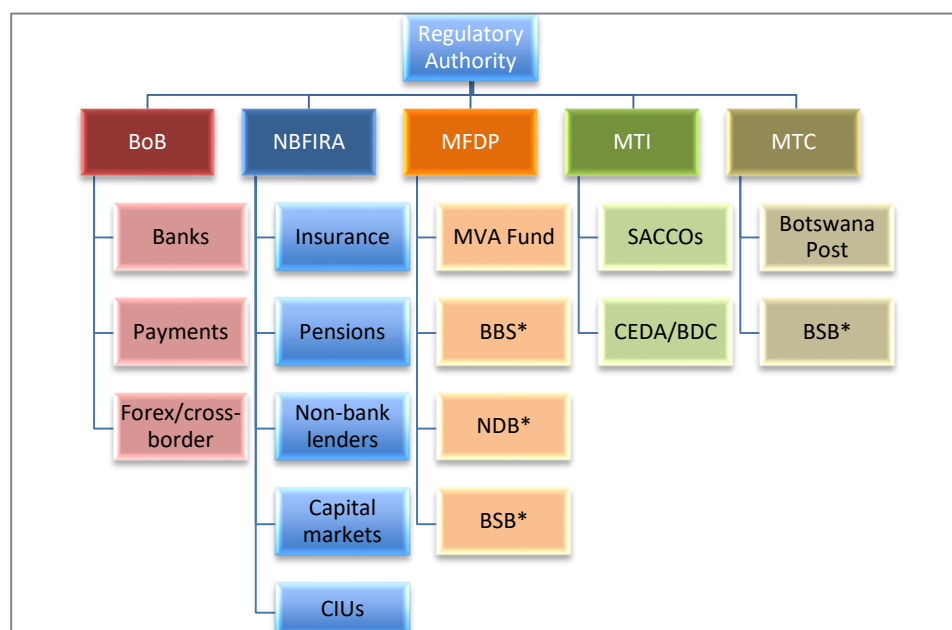 Regulatory
Authority
BoB
NBFIRA
MFDP
MTI
MTC
Banks
Insurance
MVA Fund
SACCOs
Botswana
Post
Payments
Pensions
BBS*
CEDA/BDC
BSB*
Forex/cross-
border
Non-bank
lenders
NDB*
Capital
markets
BSB*
CIUs